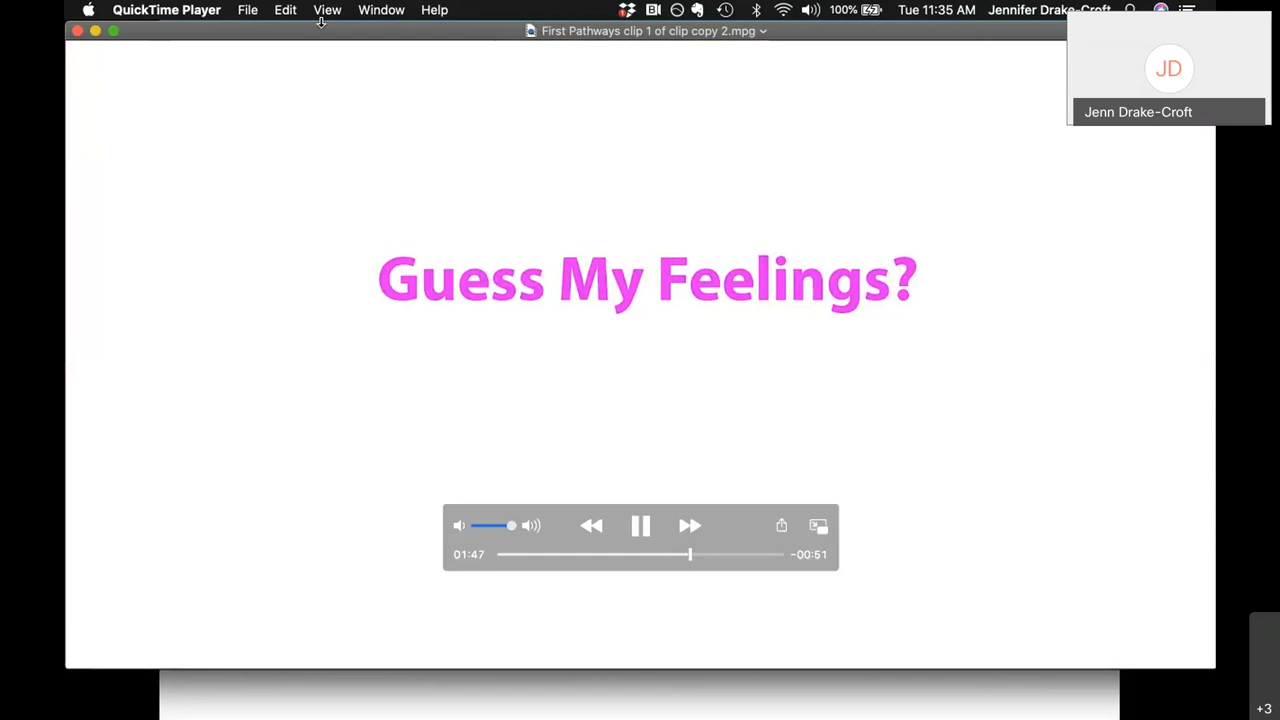 QuickTime Player File Edit View Window Help 100% Tue 11:35 AM Jennifer Drake-Croft
First Pathways clip 1 of clip copy 2.mpg
JD
Jenn Drake-Croft
Guess My Feelings?
01:47 -00:51
+3